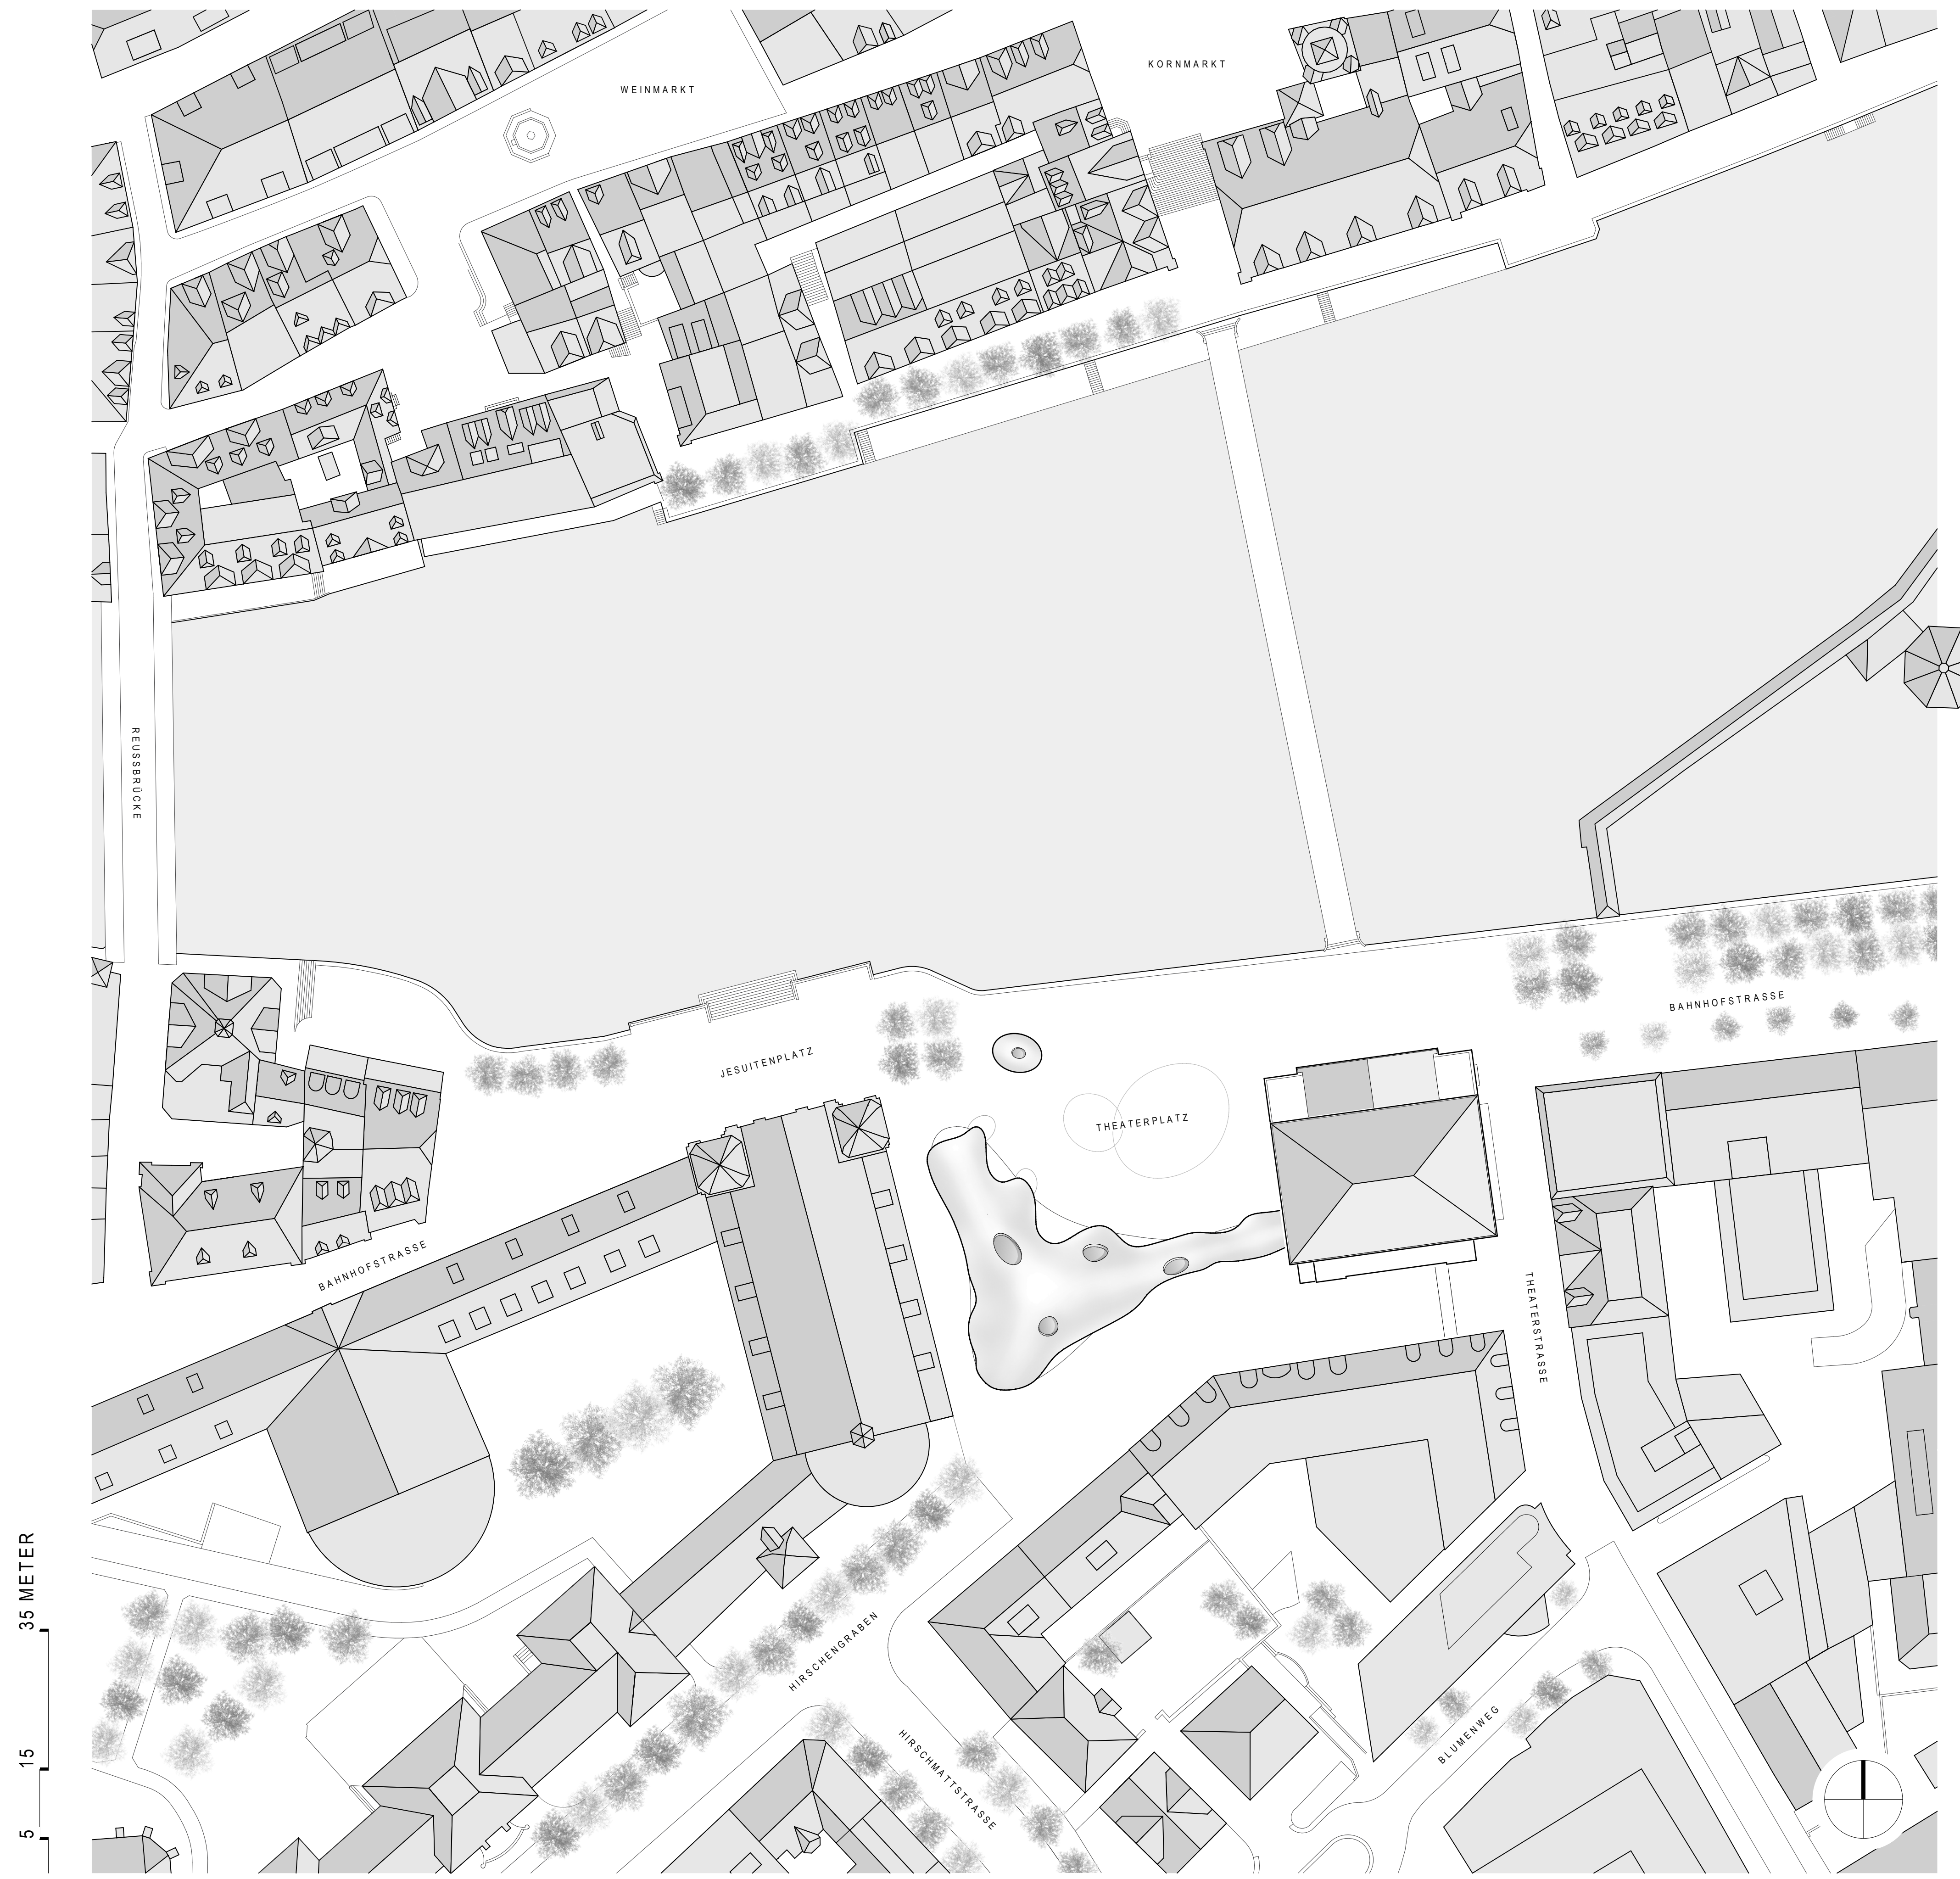 KORNMARKT
WEINMARKT
REUSSBRÜCKE
BAHNHOFSTRASSE
JESUITENPLATZ
THEATERPLATZ
BAHNHOFSTRASSE
THEATERSTRASSE
35 METER
15
5
HIRSCHENGRABEN
HIRSCHMATTSTRASSE
BLUMENWEG